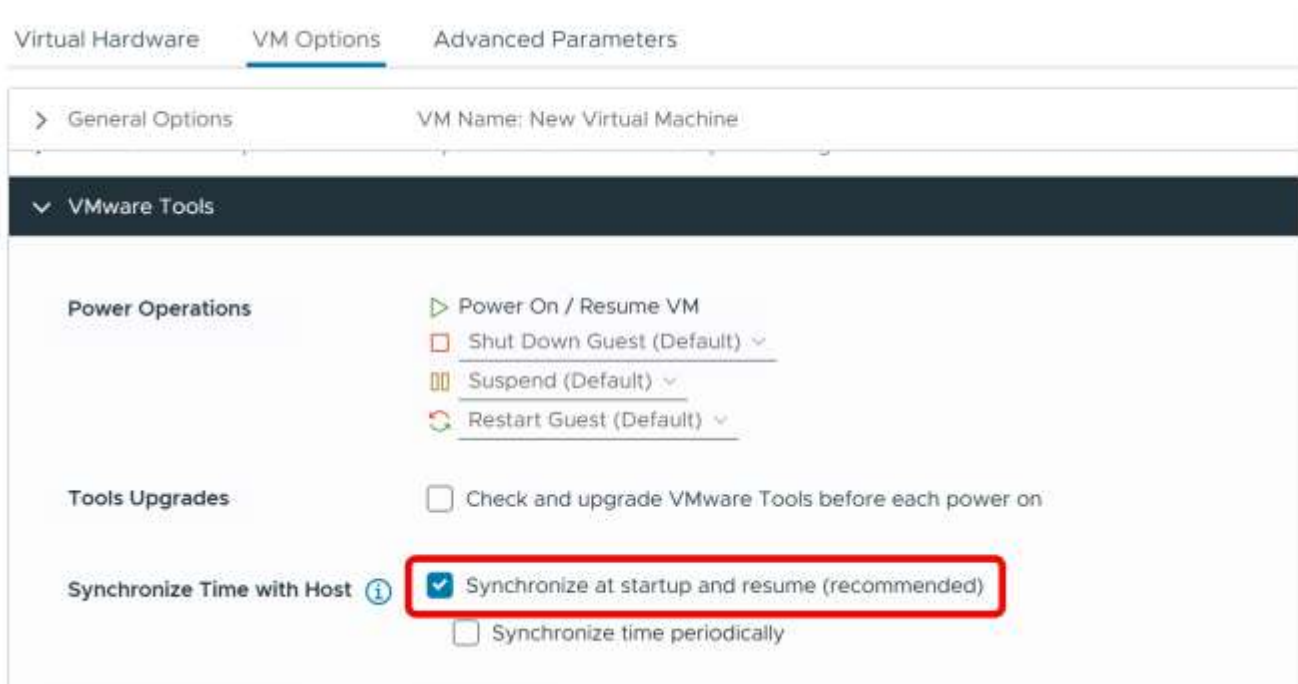 Virtual Hardware VM Options Advanced Parameters
General Options VM Name: New Virtual Machine
VMware Tools
Power Operations Power On / Resume VM
Shut Down Guest (Default)
Suspend (Default)
Restart Guest (Default)
Tools Upgrades Check and upgrade VMware Tools before each power on
Synchronize Time with Host Synchronize at startup and resume (recommended)
Synchronize time periodically